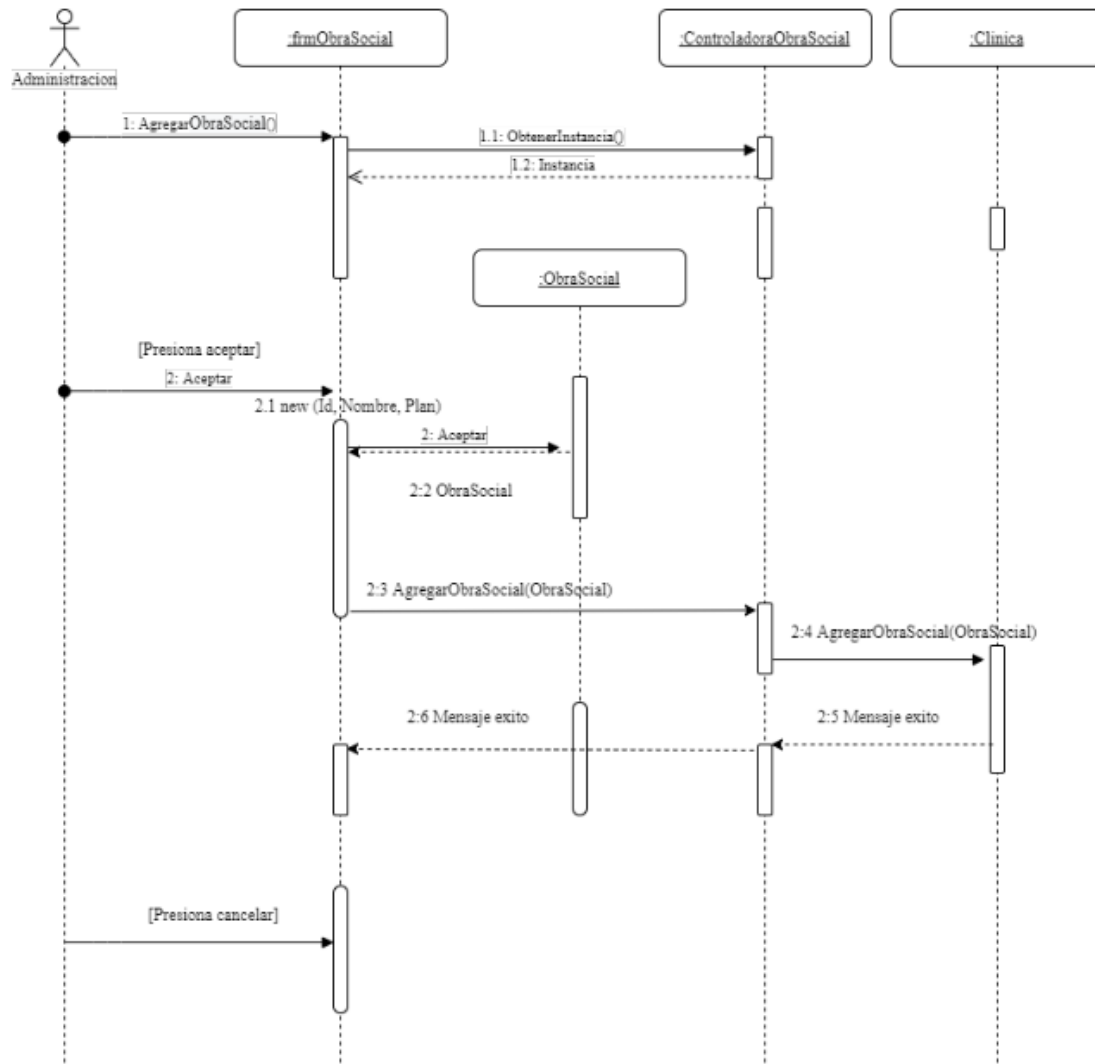 :frmObraSocial
:ControladoraObraSocial
:Clinica
Administracion
1: AgregarObraSocial()
1.1: ObtenerInstancia()
1.2: Instancia
:ObraSocial
[Presiona aceptar]
2: Aceptar
2.1 new (Id, Nombre, Plan)
2: Aceptar
2:2 ObraSocial
2:3 AgregarObraSocial(ObraSocial)
2:4 AgregarObraSocial(ObraSocial)
2:6 Mensaje exito
2:5 Mensaje exito
[Presiona cancelar]